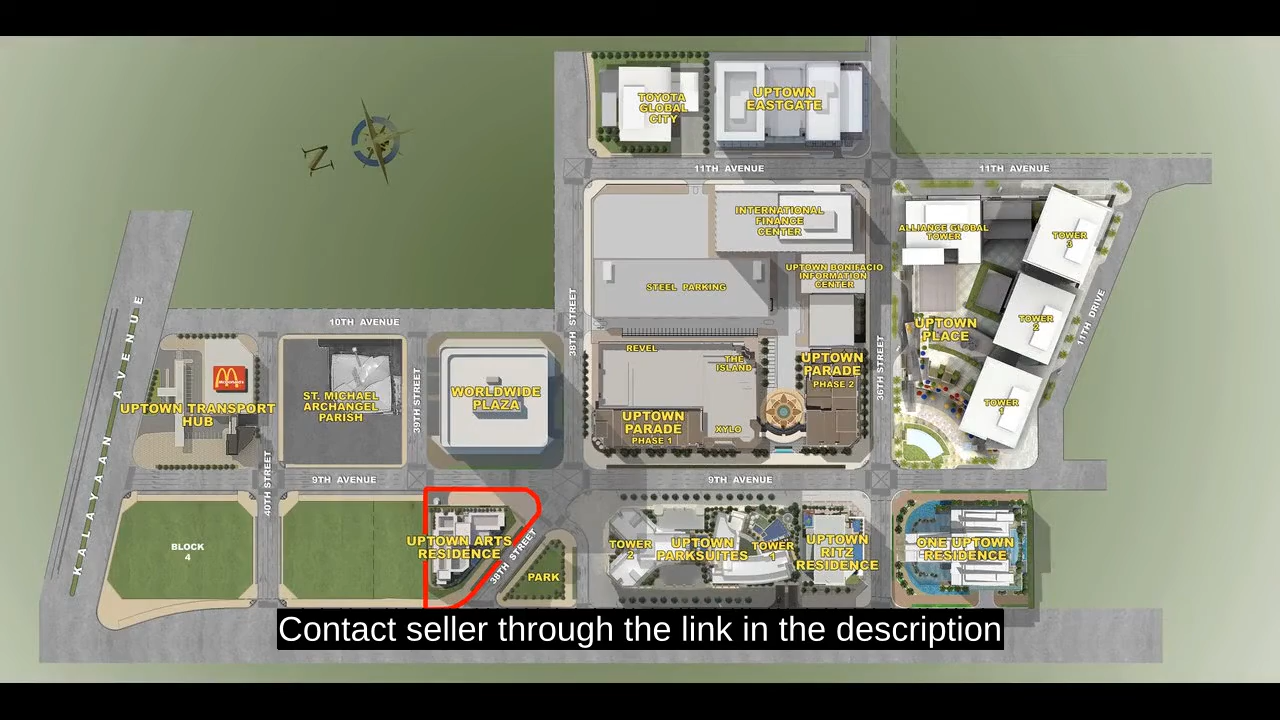 TOYOTA
GLOBAL
CITY
UPTOWN
EASTGATE
11TH AVENUE
11TH AVENUE
N
INTERNATIONAL
FINANCE
CENTER
ALLIANCE GLOBAL
TOWER
TOWER
3
UPTOWN BONIFACIO
INFORMATION
CENTER
STEEL PARKING
38TH STREET
KALAYAAN AVENUE
10TH AVENUE
TOWER
2
11TH DRIVE
UPTOWN
PLACE
36TH STREET
REVEL
THE
ISLAND
UPTOWN
PARADE
PHASE 2
McDonald's
UPTOWN TRANSPORT
HUB
ST. MICHAEL
ARCHANGEL
PARISH
39TH STREET
WORLDWIDE
PLAZA
UPTOWN
PARADE
PHASE 1
XYLO
TOWER
1
40TH STREET
9TH AVENUE
9TH AVENUE
BLOCK
4
UPTOWN ARTS
RESIDENCE
38TH STREET
PARK
TOWER
2
UPTOWN
PARKSUITES
TOWER
1
UPTOWN
RITZ
RESIDENCE
ONE UPTOWN
RESIDENCE
Contact seller through the link in the description